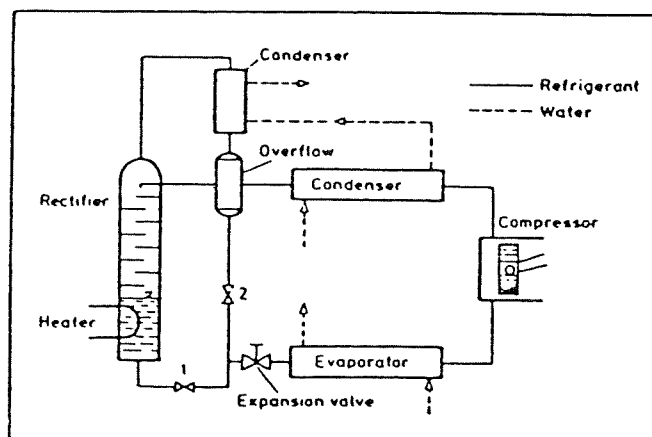 Condenser
Refrigerant
Water
Overflow
Rectifier
Condenser
Compressor
2
Heater
Evaporator
1
Expansion valve